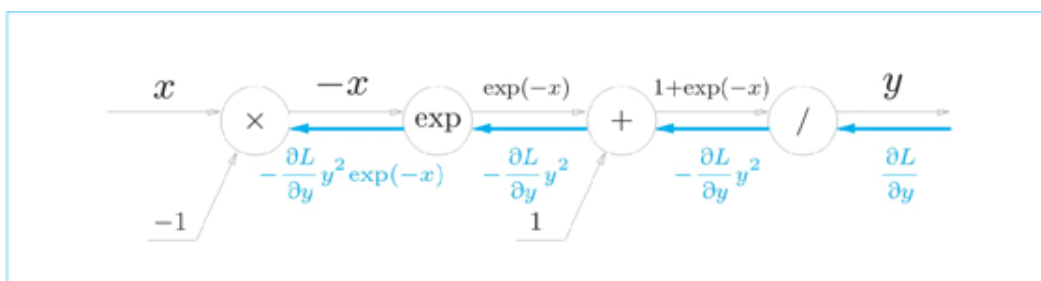 x −x exp(−x) 1+exp(−x) y
× exp + /
−∂L/∂y y² exp(−x) −∂L/∂y y² −∂L/∂y y² ∂L/∂y
−1 1